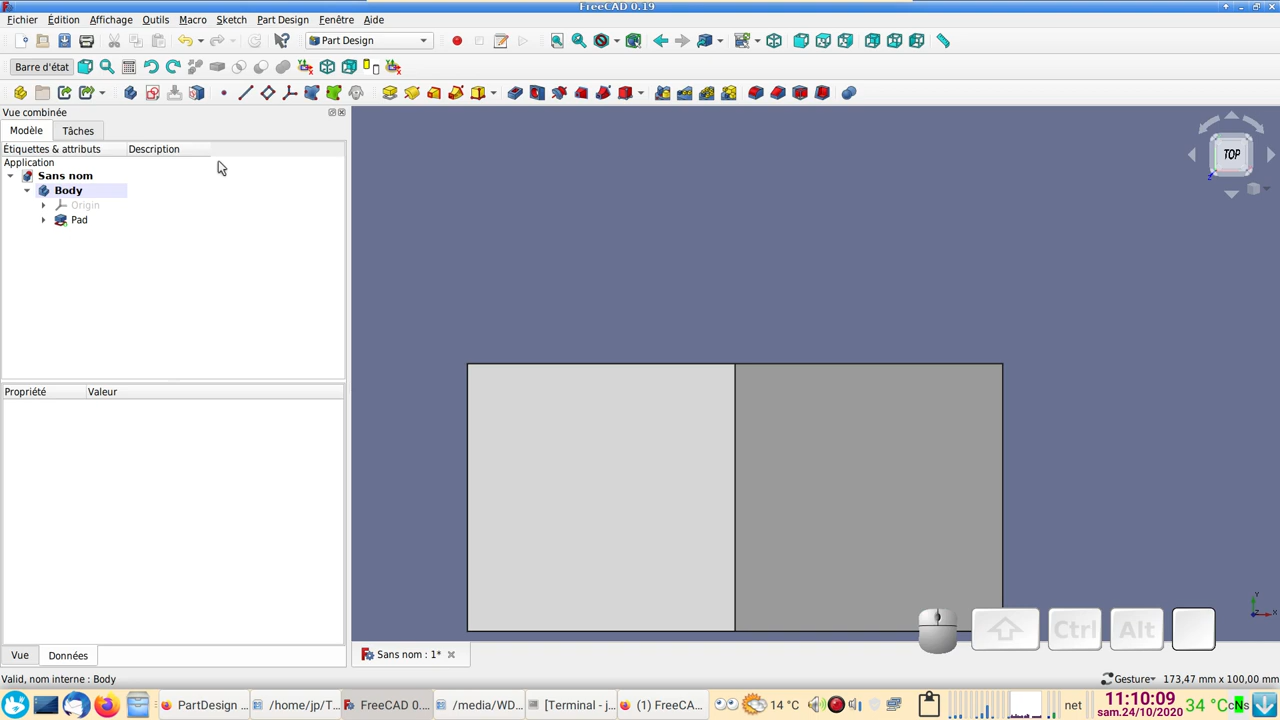 FreeCAD 0.19
Fichier Édition Affichage Outils Macro Sketch Part Design Fenêtre Aide
Part Design
Barre d'état
Vue combinée
Modèle Tâches
Étiquettes & attributs Description
Application
Sans nom
Body
Origin
Pad
TOP
Propriété Valeur
Y
X
Z
Ctrl Alt
Vue Données
Sans nom : 1*
Valid, nom interne : Body
Gesture 173,47 mm x 100,00 mm
PartDesign ... /home/jp/T... FreeCAD 0.... /media/WD... [Terminal - j... (1) FreeCA... 14 °C net 11:10:09 sam.24/10/2020 34 °C cNs